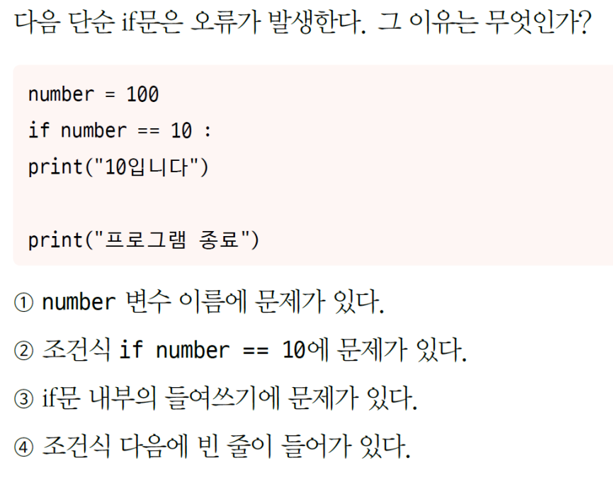 다음 단순 if문은 오류가 발생한다. 그 이유는 무엇인가?
number = 100
if number == 10 :
print("10입니다")
print("프로그램 종료")
① number 변수 이름에 문제가 있다.
② 조건식 if number == 10에 문제가 있다.
③ if문 내부의 들여쓰기에 문제가 있다.
④ 조건식 다음에 빈 줄이 들어가 있다.